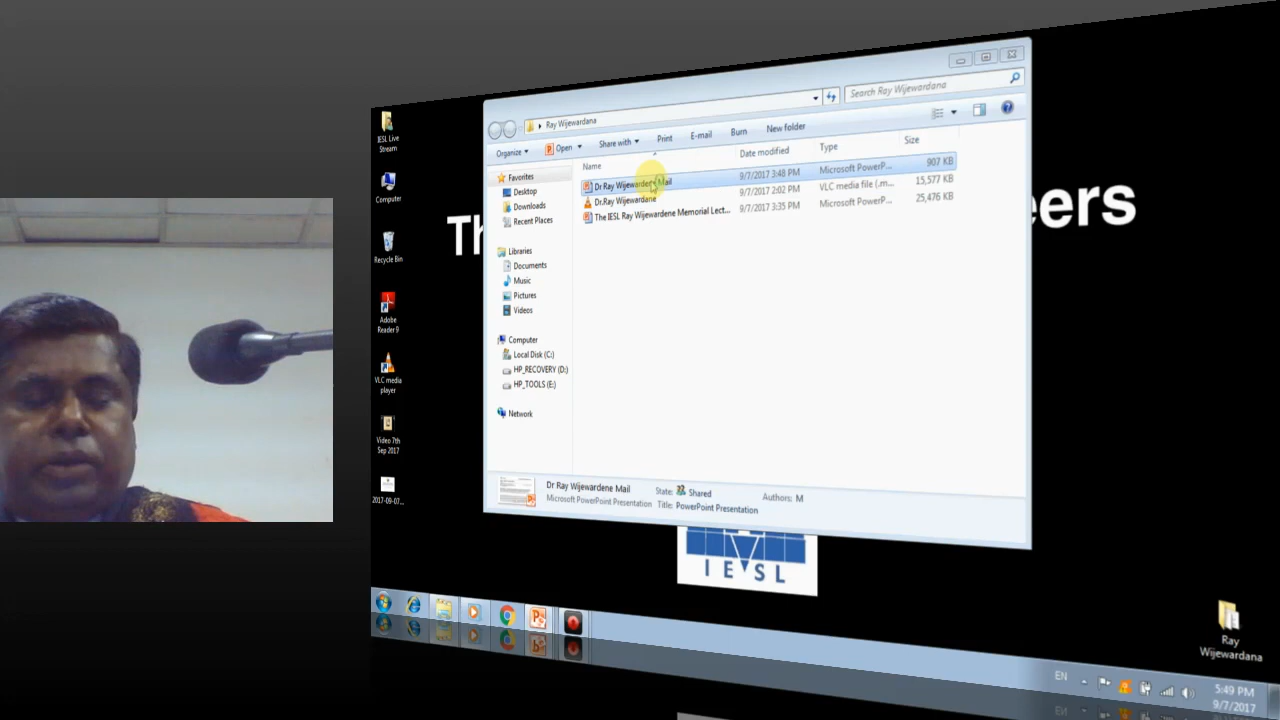 IESL Live
Stream
Computer
Recycle Bin
Adobe
Reader 9
VLC media
player
Video 7th
Sep 2017
2017-09-07...
Ray Wijewardana
Search Ray Wijewardana
Organize
Open
Share with
Print
E-mail
Burn
New folder
Name
Date modified
Type
Size
Dr Ray Wijewardene Mail
9/7/2017 3:48 PM
Microsoft PowerP...
907 KB
Dr.Ray Wijewardane
9/7/2017 2:02 PM
VLC media file (.m...
15,577 KB
The IESL Ray Wijewardene Memorial Lect...
9/7/2017 3:35 PM
Microsoft PowerP...
25,476 KB
Favorites
Desktop
Downloads
Recent Places
Libraries
Documents
Music
Pictures
Videos
Computer
Local Disk (C:)
HP_RECOVERY (D:)
HP_TOOLS (E:)
Network
Th
eers
Dr Ray Wijewardene Mail
State: Shared
Authors: M
Microsoft PowerPoint Presentation
Title: PowerPoint Presentation
IESL
Ray
Wijewardana
EN
5:49 PM
9/7/2017